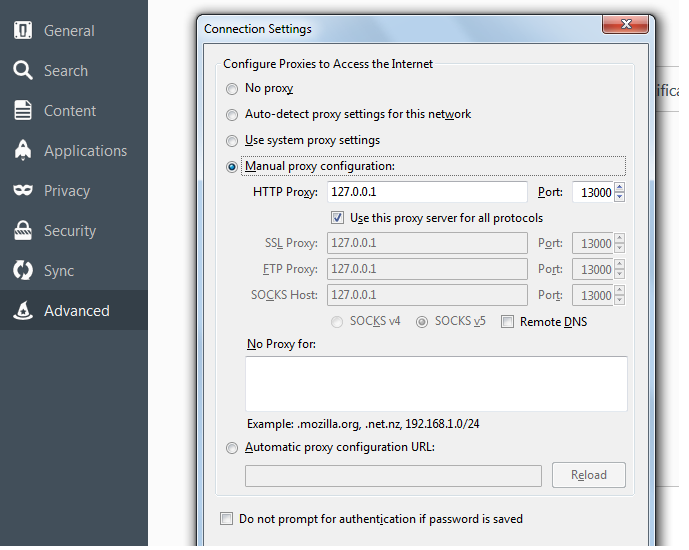 General
Search
Content
Applications
Privacy
Security
Sync
Advanced
Connection Settings
Configure Proxies to Access the Internet
No proxy
Auto-detect proxy settings for this network
Use system proxy settings
Manual proxy configuration:
HTTP Proxy: 127.0.0.1 Port: 13000
Use this proxy server for all protocols
SSL Proxy: 127.0.0.1 Port: 13000
FTP Proxy: 127.0.0.1 Port: 13000
SOCKS Host: 127.0.0.1 Port: 13000
SOCKS v4 SOCKS v5 Remote DNS
No Proxy for:
Example: .mozilla.org, .net.nz, 192.168.1.0/24
Automatic proxy configuration URL:
Reload
Do not prompt for authentication if password is saved